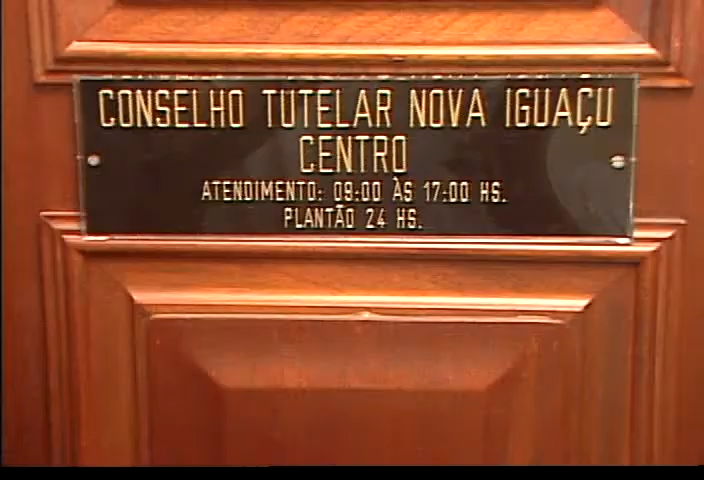 CONSELHO TUTELAR NOVA IGUAÇU
CENTRO
ATENDIMENTO: 09:00 ÀS 17:00 HS.
PLANTÃO 24 HS.